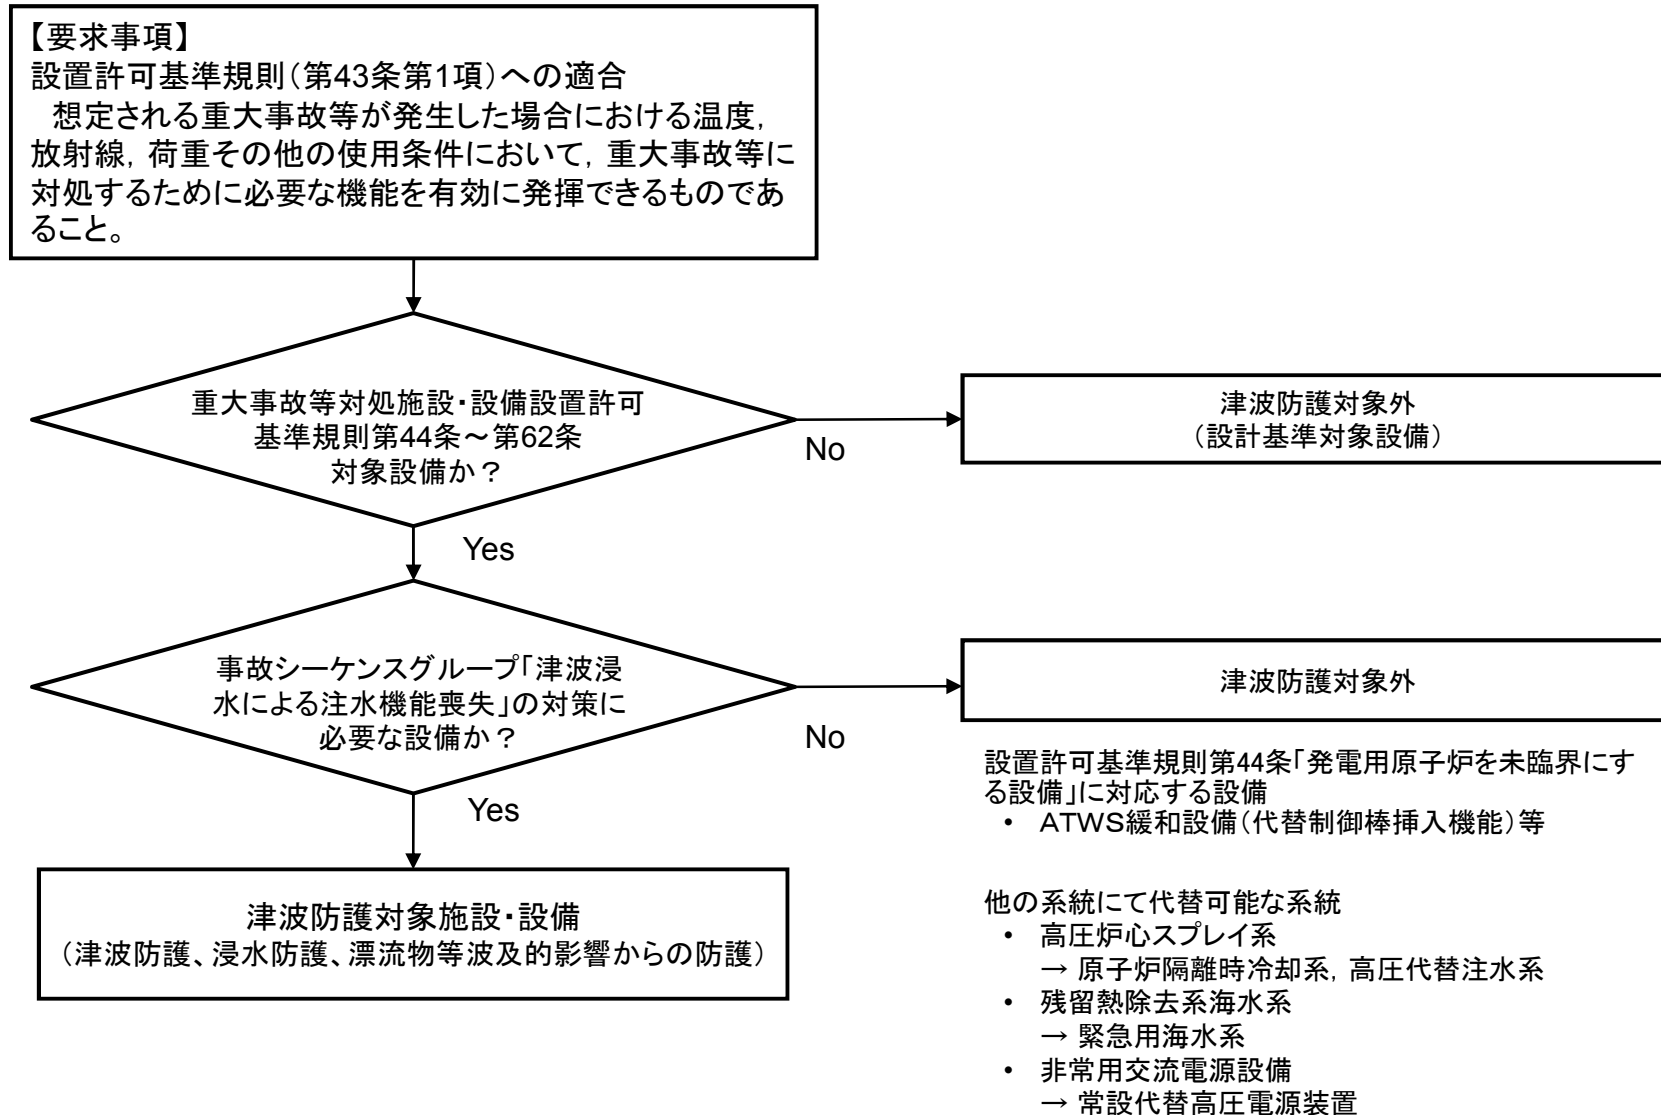 【要求事項】
設置許可基準規則（第43条第1項）への適合
想定される重大事故等が発生した場合における温度，
放射線，荷重その他の使用条件において，重大事故等に
対処するために必要な機能を有効に発揮できるものであ
ること。
重大事故等対処施設・設備設置許可
基準規則第44条～第62条
対象設備か？
No
津波防護対象外
（設計基準対象設備）
Yes
事故シーケンスグループ「津波浸
水による注水機能喪失」の対策に
必要な設備か？
No
津波防護対象外
Yes
津波防護対象施設・設備
（津波防護、浸水防護、漂流物等波及的影響からの防護）
設置許可基準規則第44条「発電用原子炉を未臨界にす
る設備」に対応する設備
• ＡＴＷＳ緩和設備（代替制御棒挿入機能）等
他の系統にて代替可能な系統
• 高圧炉心スプレイ系
→ 原子炉隔離時冷却系，高圧代替注水系
• 残留熱除去系海水系
→ 緊急用海水系
• 非常用交流電源設備
→ 常設代替高圧電源装置